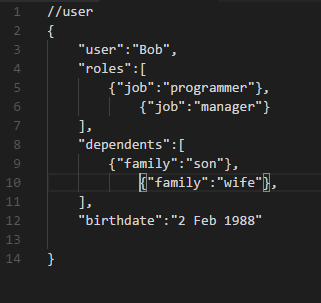 1 //user
2 {
3 "user":"Bob",
4 "roles":[
5 {"job":"programmer"},
6 {"job":"manager"}
7 ],
8 "dependents":[
9 {"family":"son"},
10 {"family":"wife"},
11 ],
12 "birthdate":"2 Feb 1988"
13
14 }